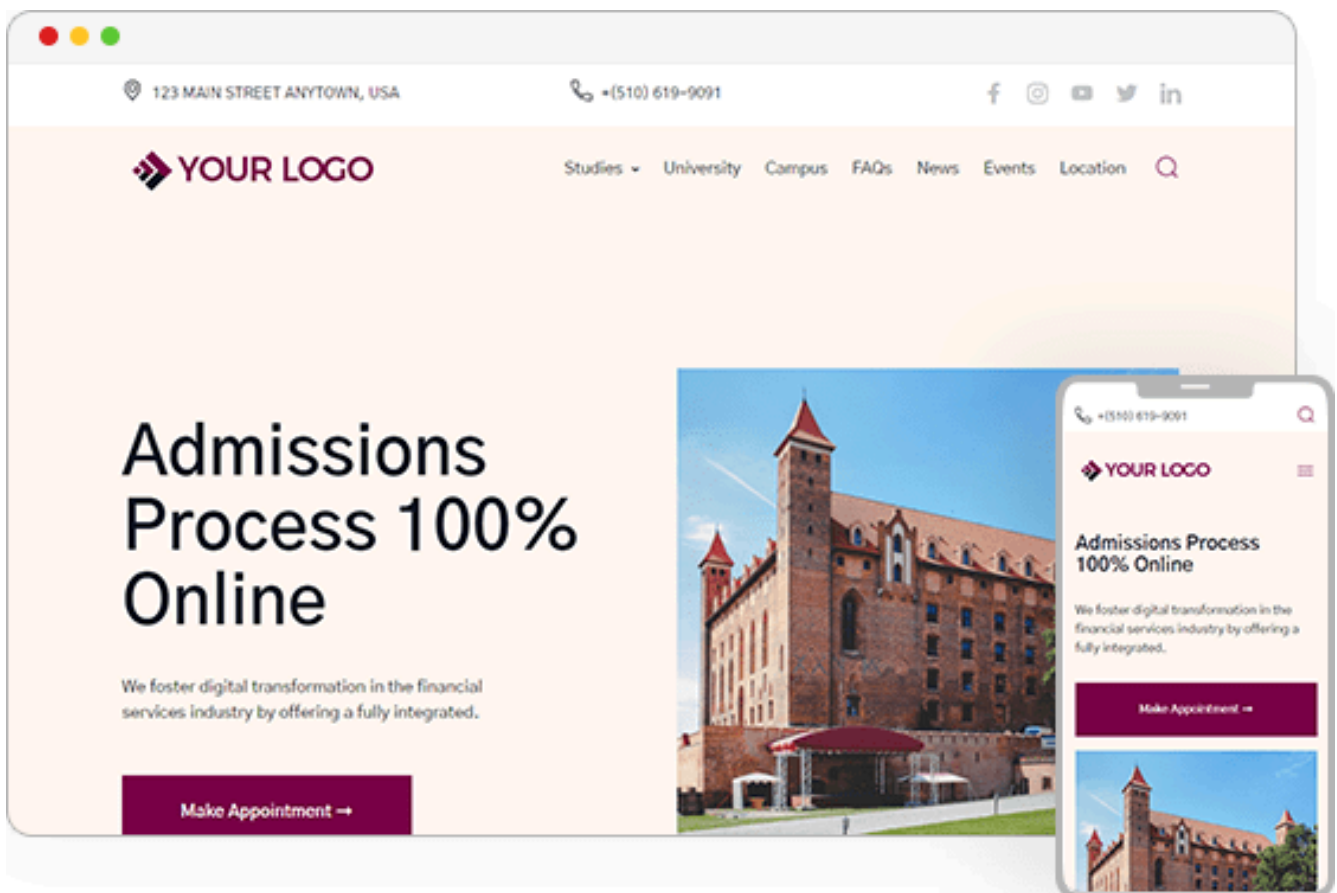 123 MAIN STREET ANYTOWN, USA
+(510) 619-9091
YOUR LOGO
Studies University Campus FAQs News Events Location
Admissions
Process 100%
Online
We foster digital transformation in the financial
services industry by offering a fully integrated.
Make Appointment →
+(510) 619-9091
YOUR LOGO
Admissions Process
100% Online
We foster digital transformation in the
financial services industry by offering a
fully integrated.
Make Appointment →